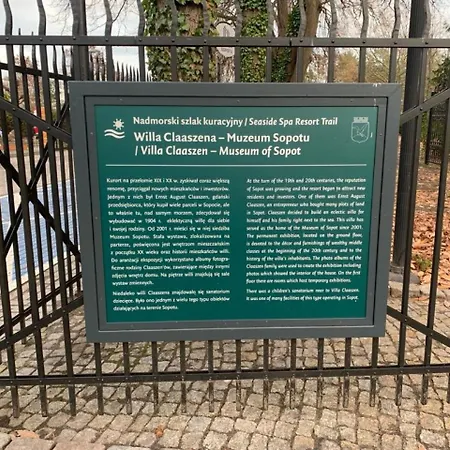 Nadmorski szlak kuracyjny / Seaside Spa Resort Trail
Willa Claaszena – Muzeum Sopotu
/ Villa Claaszen – Museum of Sopot
Kurort na przełomie XIX i XX w. zyskiwał coraz większą
renomę, przyciągał nowych mieszkańców i inwestorów.
Jednym z nich był Ernst August Claaszen, gdański
przedsiębiorca, który kupił wiele parceli w Sopocie, ale
to właśnie tu, nad samym morzem, zdecydował się
wybudować w 1904 r. eklektyczną willę dla siebie
i swojej rodziny. Od 2001 r. mieści się w niej siedziba
Muzeum Sopotu. Stała wystawa, zlokalizowana na
parterze, poświęcona jest wnętrzom mieszczańskim
z początku XX wieku oraz historii mieszkańców willi.
Do aranżacji ekspozycji wykorzystano albumy fotogra-
ficzne rodziny Claaszen'ów, zawierające między innymi
zdjęcia wnętrz domu. Na piętrze willi znajdują się sale
wystaw zmiennych.
Niedaleko willi Claaszena znajdowało się sanatorium
dziecięce. Było ono jednym z wielu tego typu obiektów
działających na terenie Sopotu.
At the turn of the 19th and 20th centuries, the reputation
of Sopot was growing and the resort began to attract new
residents and investors. One of them was Ernst August
Claaszen, an entrepreneur who bought many plots of land
in Sopot. Claaszen decided to build an eclectic villa for
himself and his family right next to the sea. This villa has
served as the home of the Museum of Sopot since 2001.
The permanent exhibition, located on the ground floor,
is devoted to the décor and furnishings of wealthy middle
classes at the beginning of the 20th century and to the
history of the villa's inhabitants. The photo albums of the
Claaszen family were used to create the exhibition including
photos which showed the interior of the house. On the first
floor there are rooms which host temporary exhibitions.
There was a children's sanatorium next to Villa Claaszen.
It was one of many facilities of this type operating in Sopot.